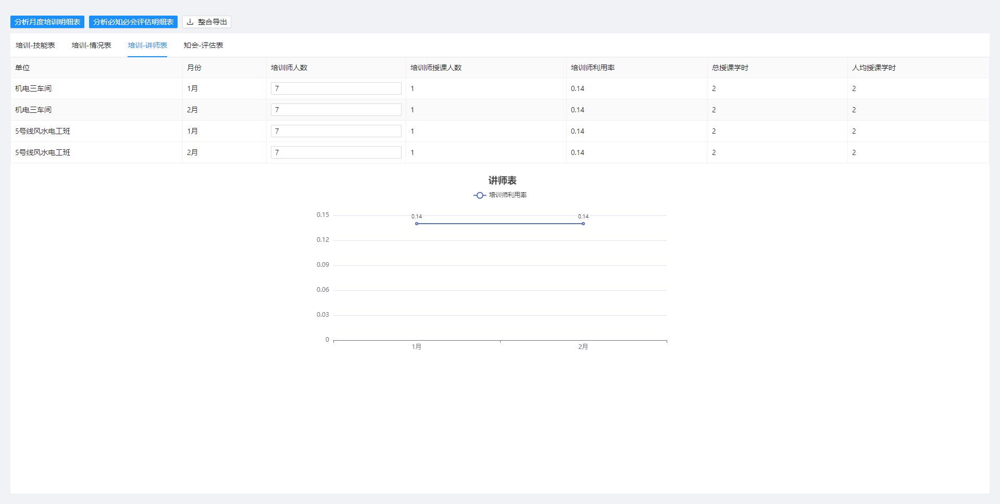 分析月度培训明细表 分析必知必会评估明细表 整合导出
培训-技能表 培训-情况表 培训-讲师表 知会-评估表
单位 月份 培训师人数 培训师授课人数 培训师利用率 总授课学时 人均授课学时
机电三车间 1月 7 1 0.14 2 2
机电三车间 2月 7 1 0.14 2 2
5号线风水电工班 1月 7 1 0.14 2 2
5号线风水电工班 2月 7 1 0.14 2 2
讲师表
培训师利用率
0.15
0.14 0.14
0.12
0.09
0.06
0.03
0
1月 2月